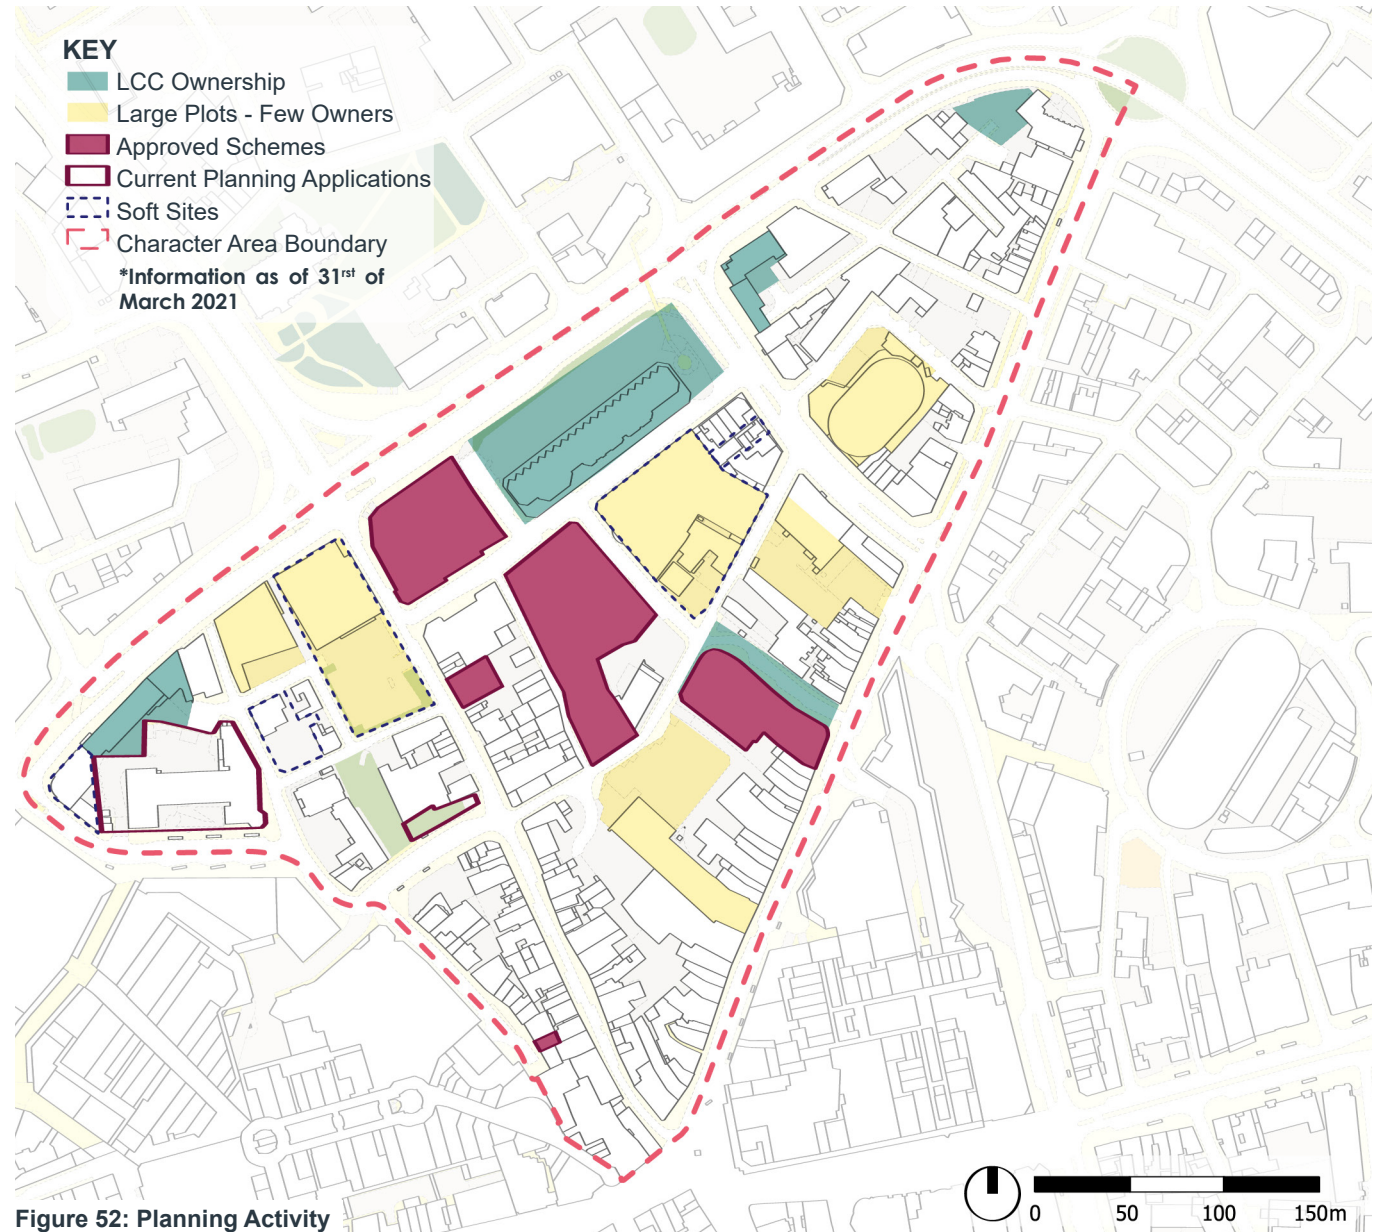 KEY
LCC Ownership
Large Plots - Few Owners
Approved Schemes
Current Planning Applications
Soft Sites
Character Area Boundary
*Information as of 31rst of
March 2021
0 50 100 150m
Figure 52: Planning Activity